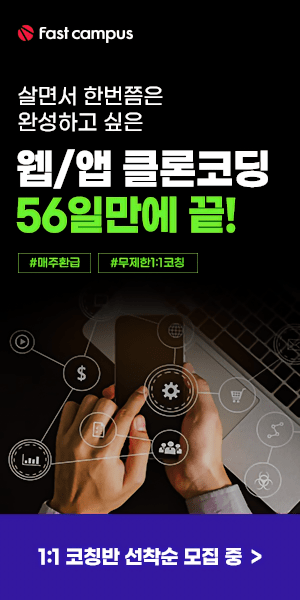 Fast campus
살면서 한번쯤은
완성하고 싶은
웹/앱 클론코딩
56일만에 끝!
#매주환급 #무제한1:1코칭
$
1:1 코칭반 선착순 모집 중 >